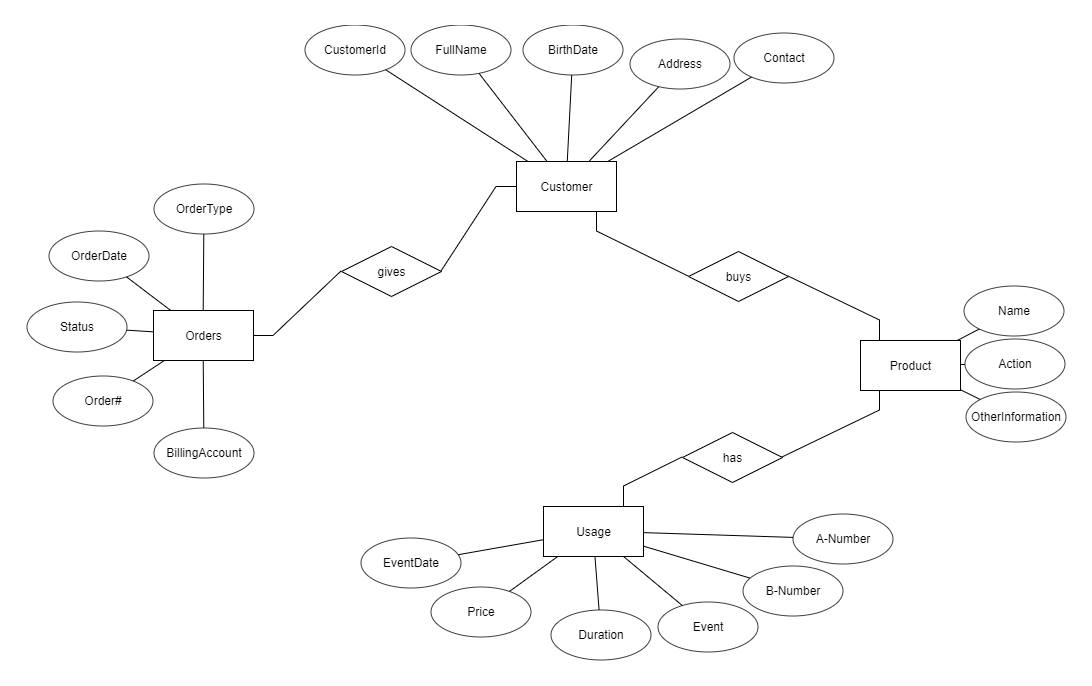 CustomerId
FullName
BirthDate
Address
Contact
Customer
OrderType
OrderDate
gives
buys
Status
Orders
Name
Product
Action
Order#
OtherInformation
BillingAccount
has
Usage
A-Number
EventDate
B-Number
Price
Event
Duration